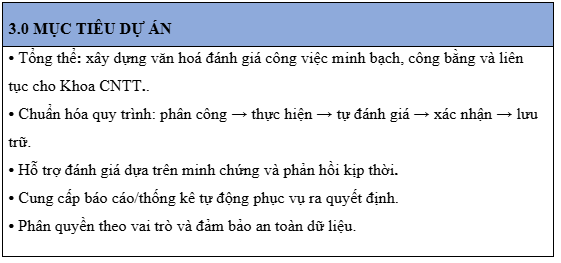 3.0 MỤC TIÊU DỰ ÁN
• Tổng thể: xây dựng văn hoá đánh giá công việc minh bạch, công bằng và liên
tục cho Khoa CNTT..
• Chuẩn hóa quy trình: phân công → thực hiện → tự đánh giá → xác nhận → lưu
trữ.
• Hỗ trợ đánh giá dựa trên minh chứng và phản hồi kịp thời.
• Cung cấp báo cáo/thống kê tự động phục vụ ra quyết định.
• Phân quyền theo vai trò và đảm bảo an toàn dữ liệu.